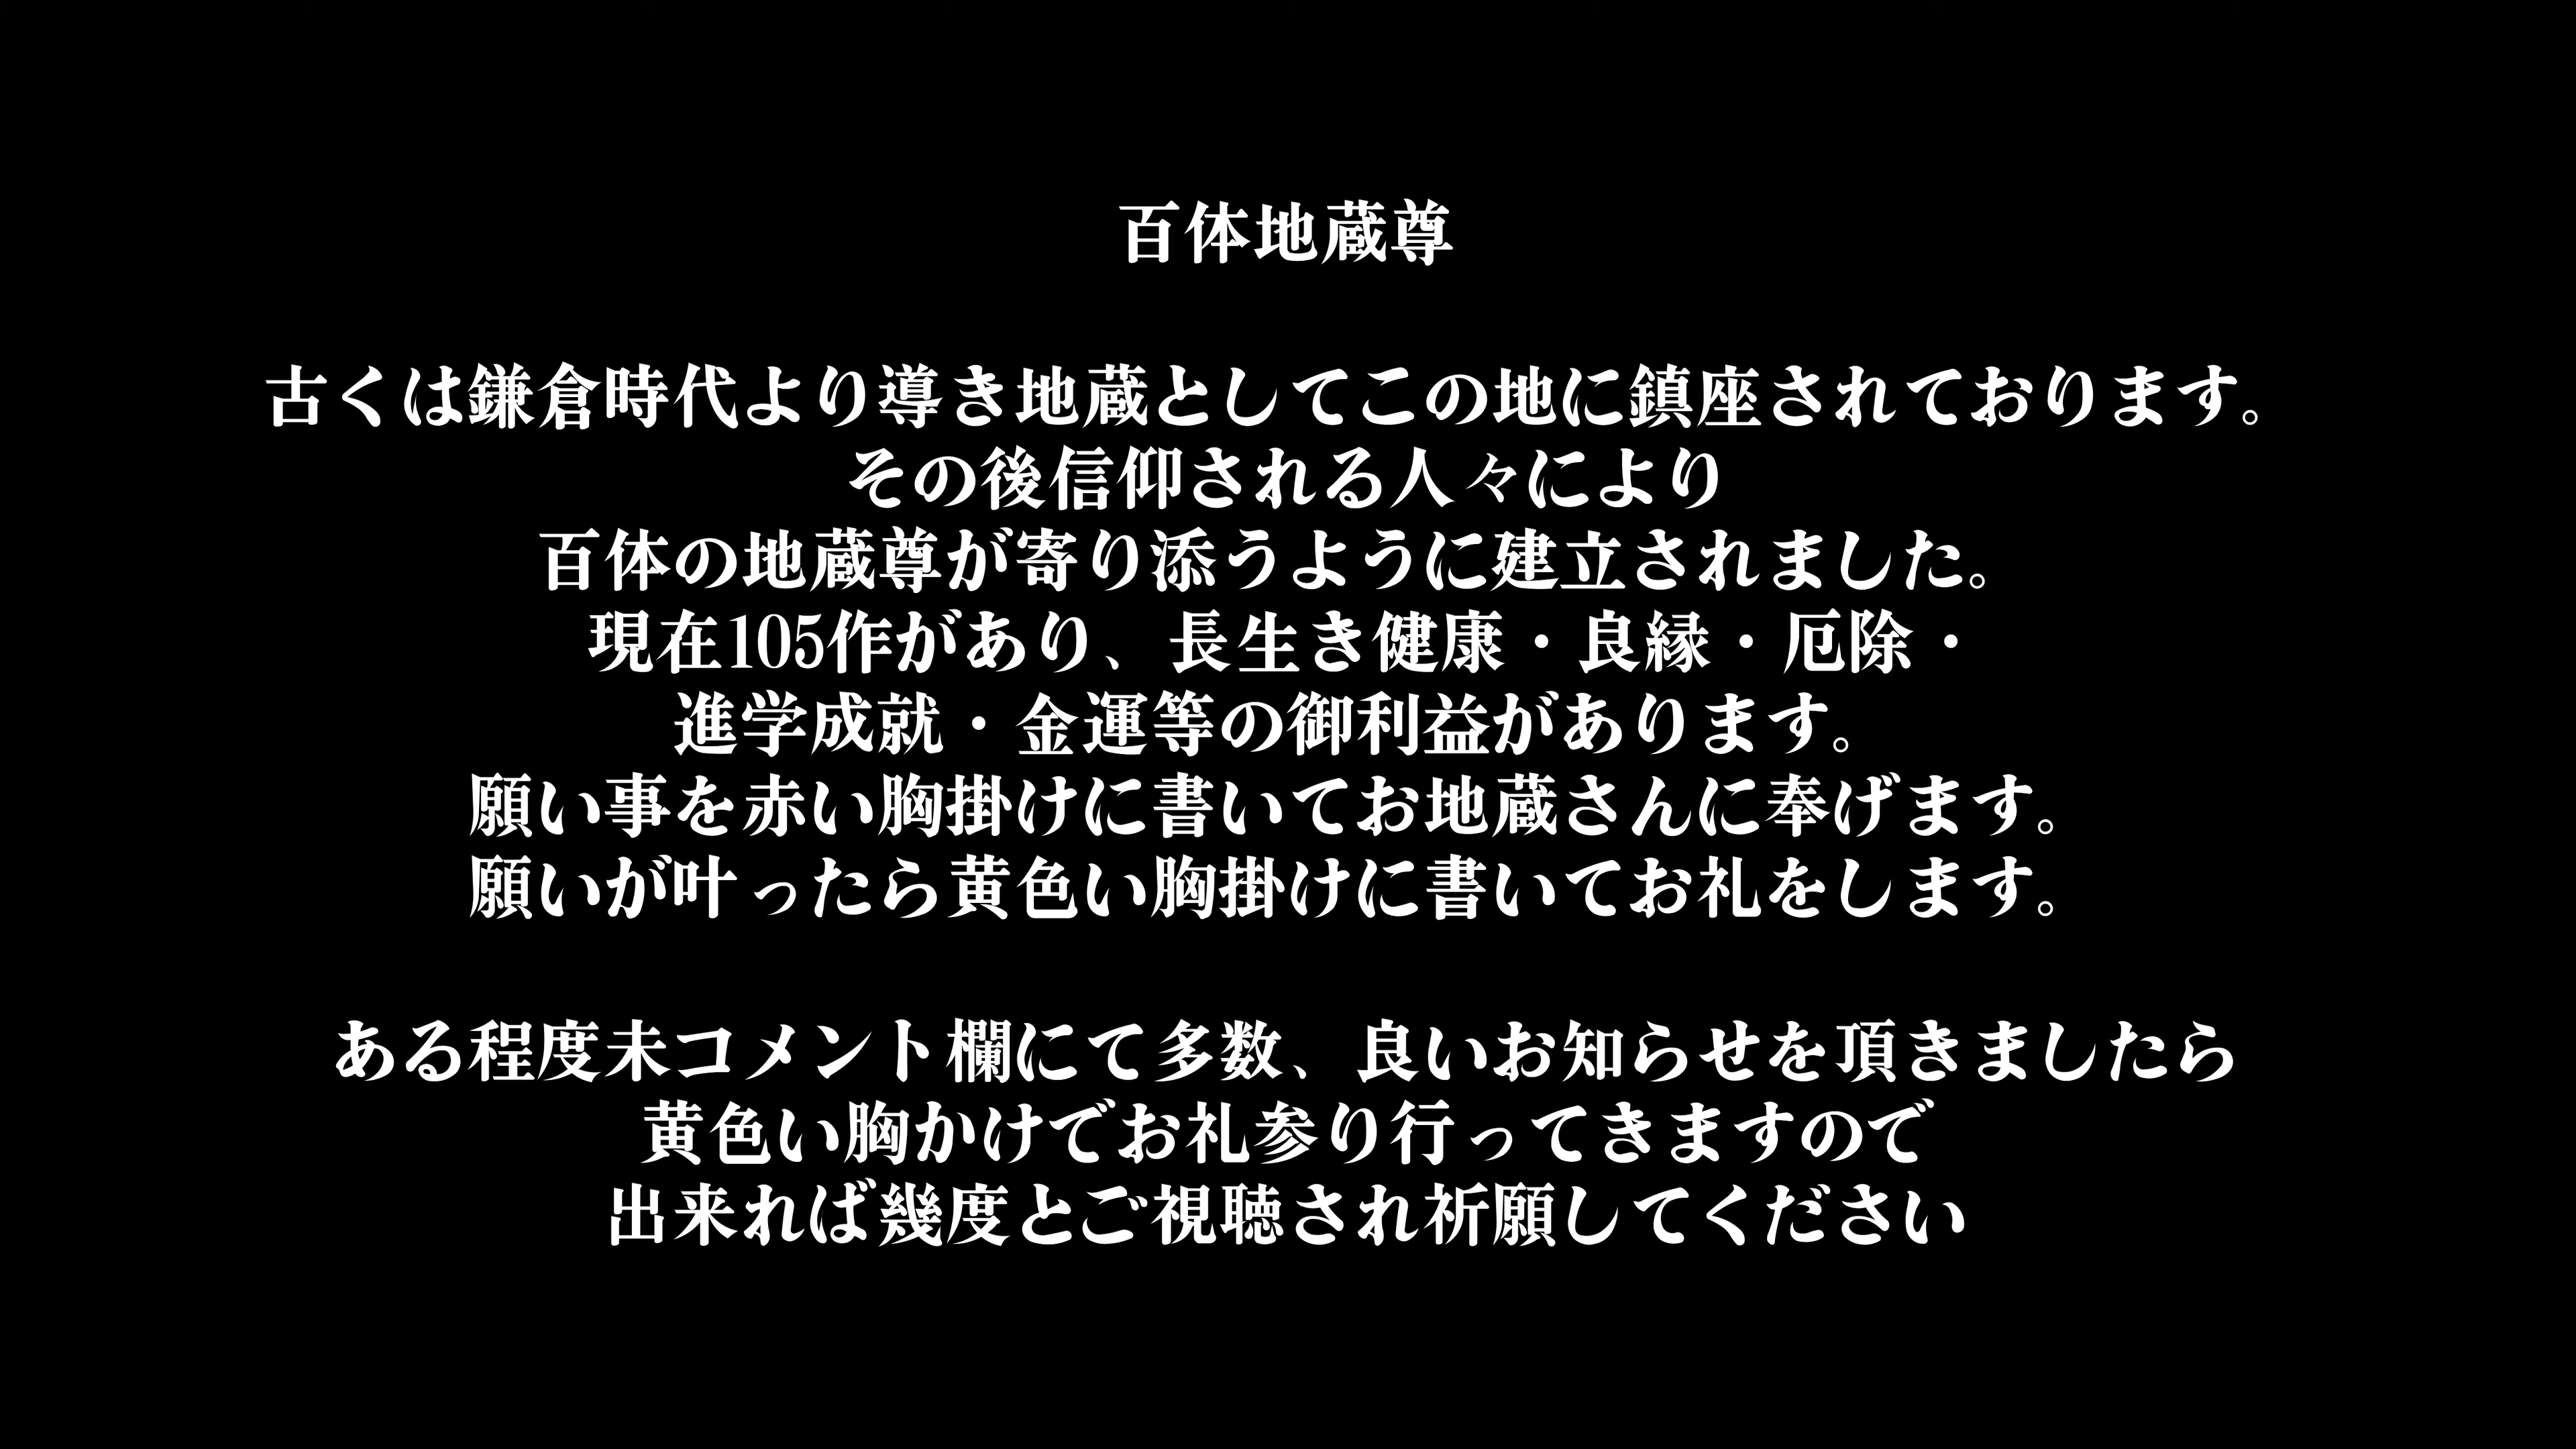 百体地蔵尊
古くは鎌倉時代より導き地蔵としてこの地に鎮座されております。
その後信仰される人々により
百体の地蔵尊が寄り添うように建立されました。
現在105作があり、長生き健康・良縁・厄除・
進学成就・金運等の御利益があります。
願い事を赤い胸掛けに書いてお地蔵さんに奉げます。
願いが叶ったら黄色い胸掛けに書いてお礼をします。
ある程度未コメント欄にて多数、良いお知らせを頂きましたら
黄色い胸かけでお礼参り行ってきますので
出来れば幾度とご視聴され祈願してください